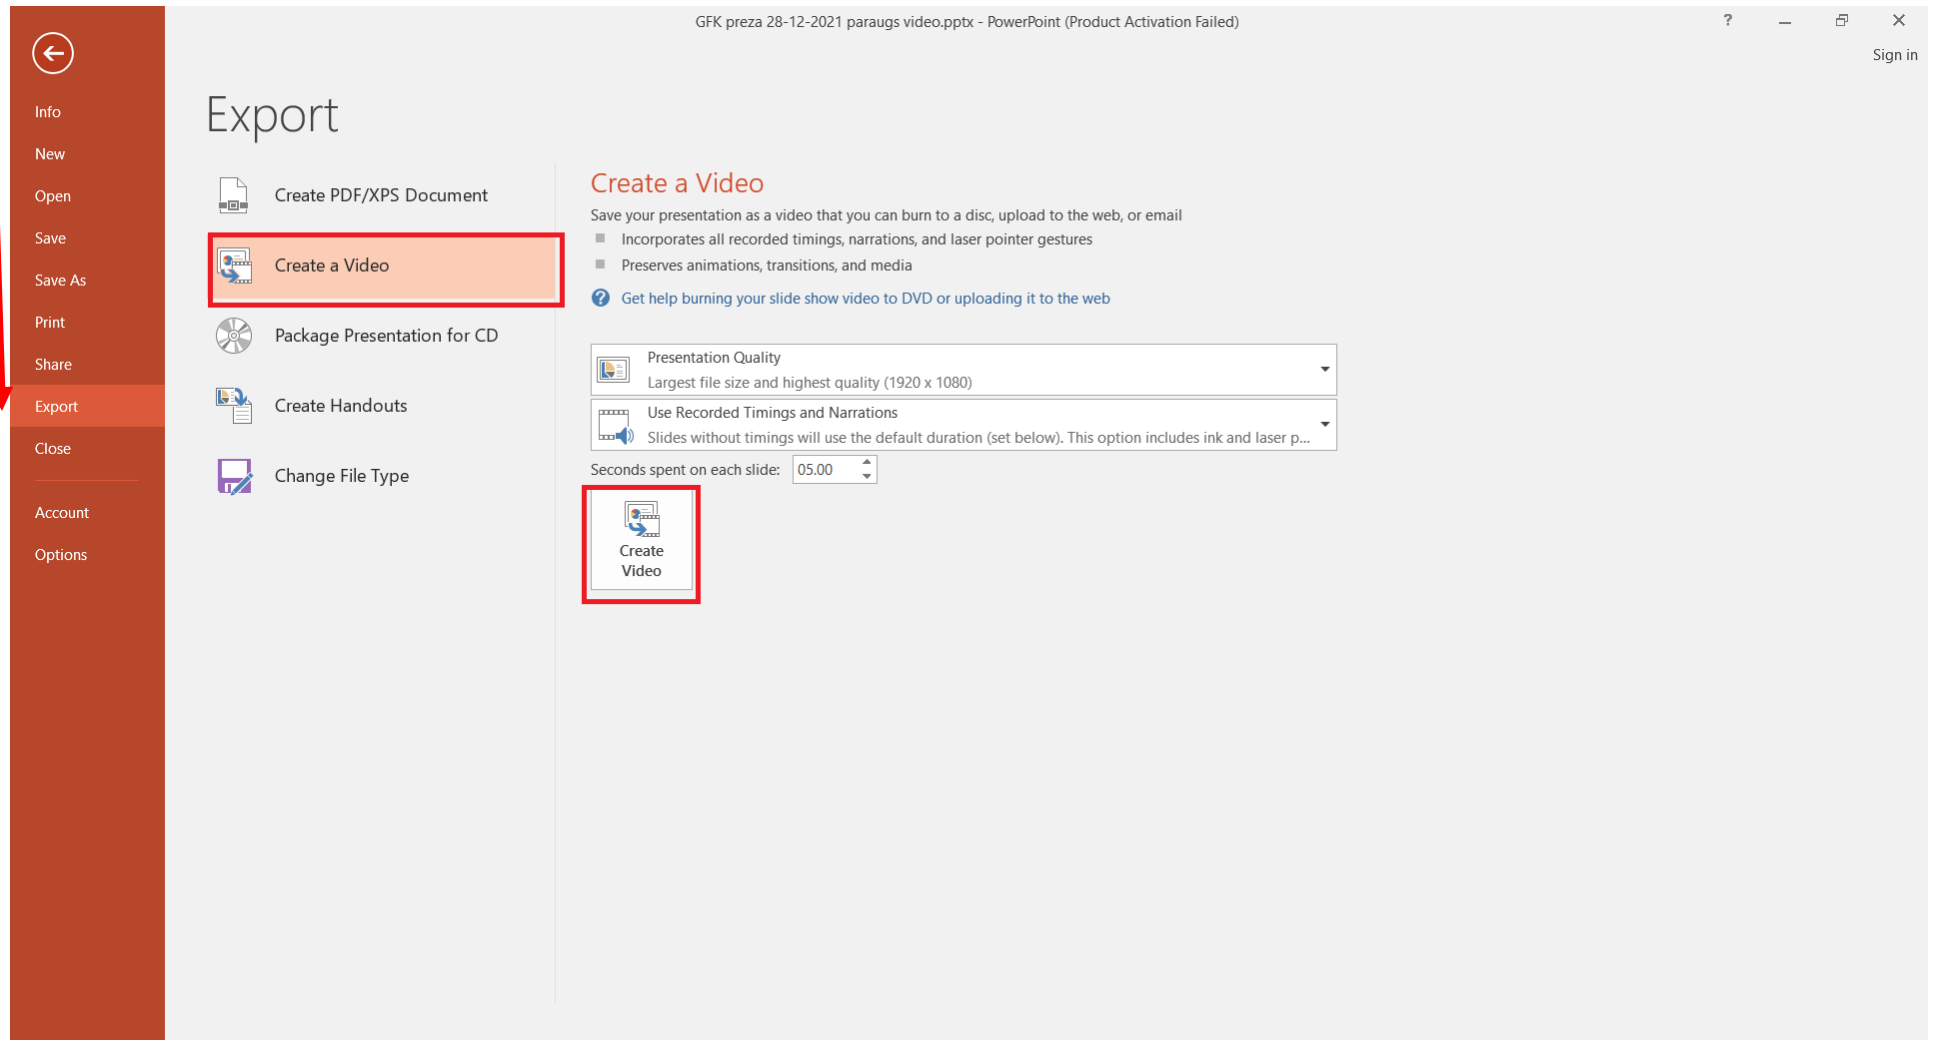 GFK preza 28-12-2021 paraugs video.pptx - PowerPoint (Product Activation Failed)
?
Sign in
Info
New
Open
Save
Save As
Print
Share
Export
Close
Account
Options
Export
Create PDF/XPS Document
Create a Video
Package Presentation for CD
Create Handouts
Change File Type
Create a Video
Save your presentation as a video that you can burn to a disc, upload to the web, or email
Incorporates all recorded timings, narrations, and laser pointer gestures
Preserves animations, transitions, and media
? Get help burning your slide show video to DVD or uploading it to the web
Presentation Quality
Largest file size and highest quality (1920 x 1080)
Use Recorded Timings and Narrations
Slides without timings will use the default duration (set below). This option includes ink and laser p...
Seconds spent on each slide: 05.00
Create
Video